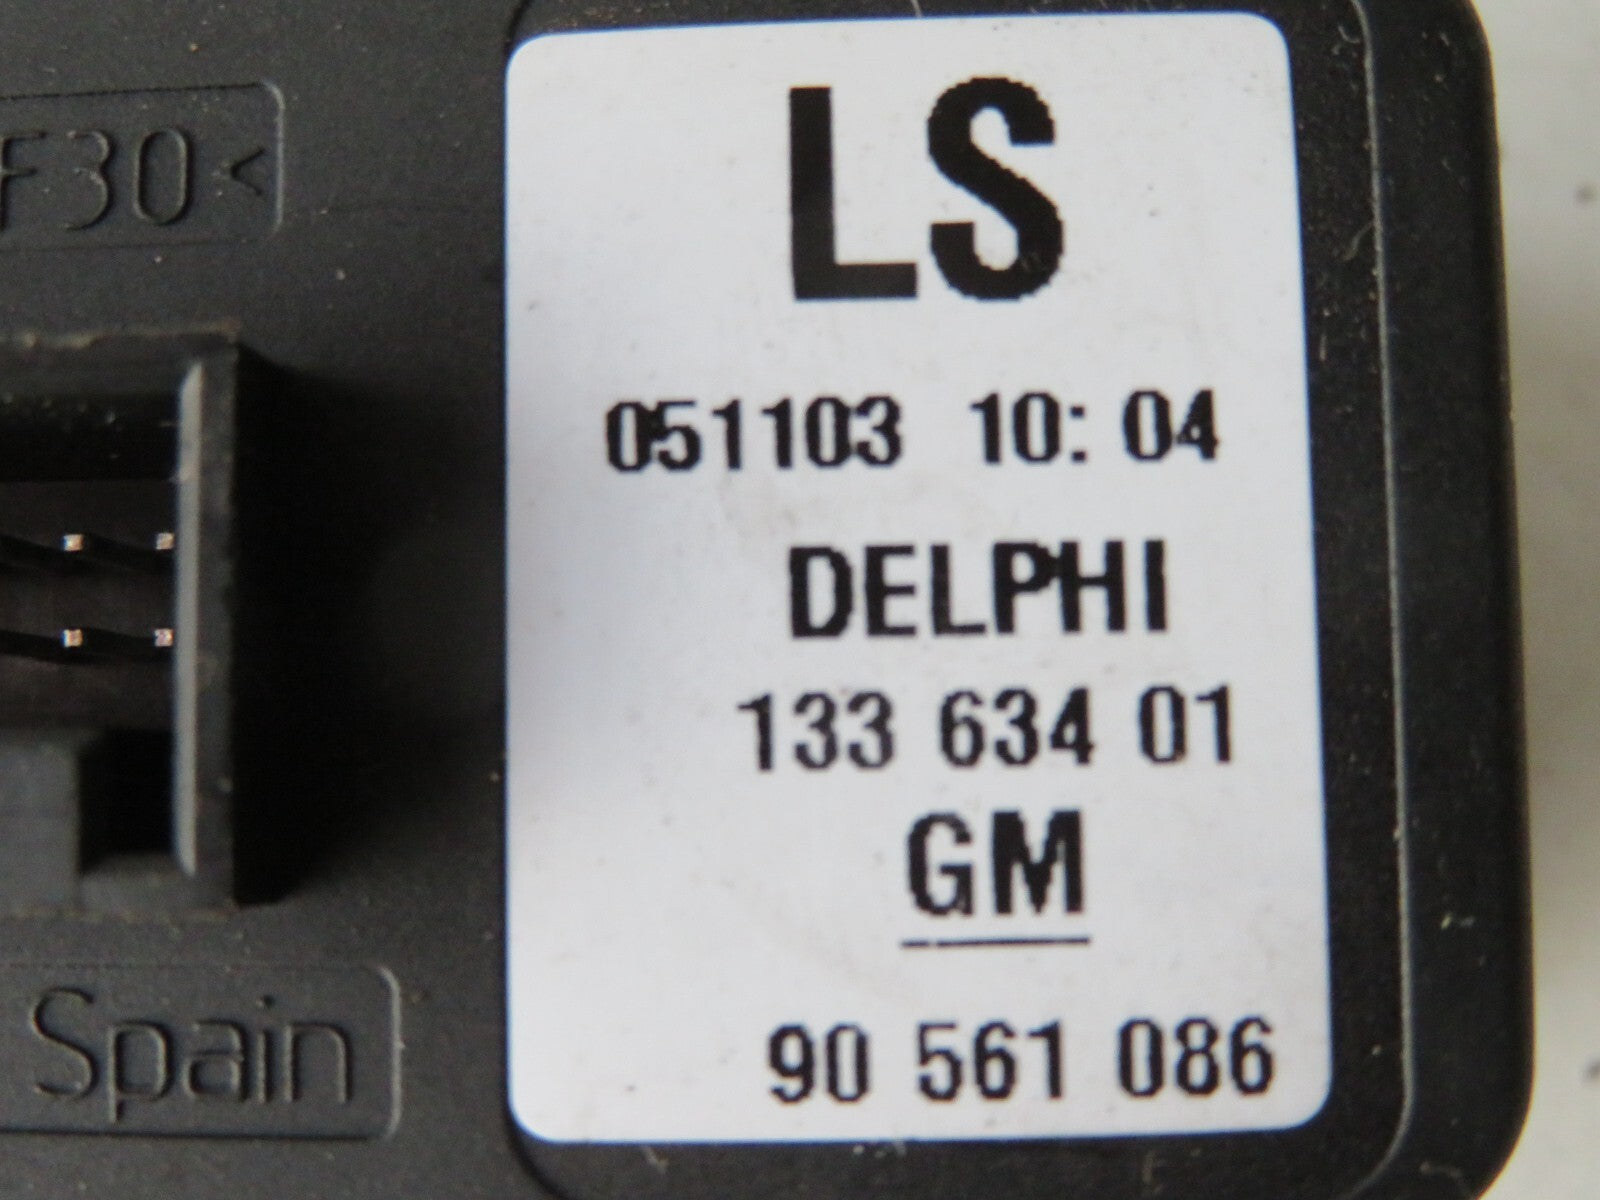 LS
F30<
051103 10:04
DELPHI
133 634 01
GM
Spain
90 561 086